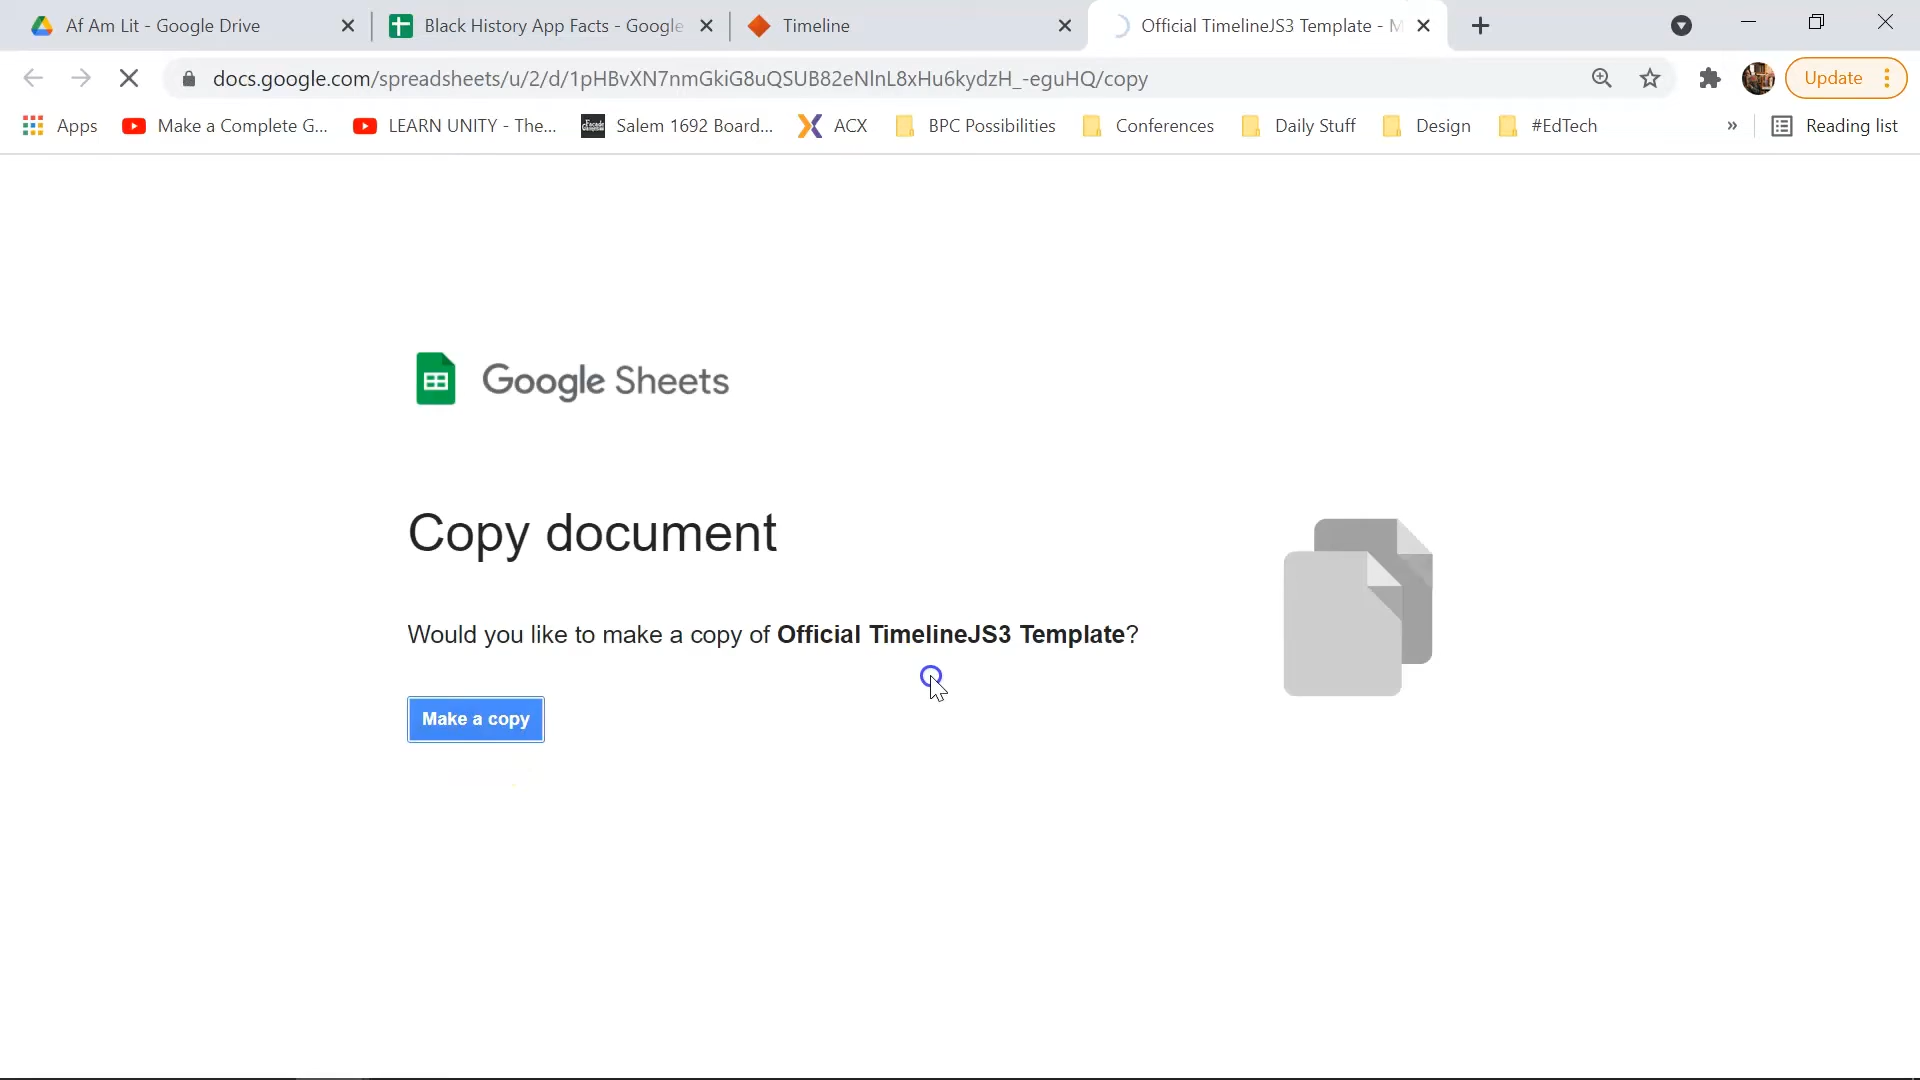 Af Am Lit - Google Drive
Black History App Facts - Google
Timeline
Official TimelineJS3 Template - M
docs.google.com/spreadsheets/u/2/d/1pHBvXN7nmGkiG8uQSUB82eNlnL8xHu6kydzH_-eguHQ/copy
Update
Apps
Make a Complete G...
LEARN UNITY - The...
Salem 1692 Board...
ACX
BPC Possibilities
Conferences
Daily Stuff
Design
#EdTech
»
Reading list
Google Sheets
Copy document
Would you like to make a copy of Official TimelineJS3 Template?
Make a copy